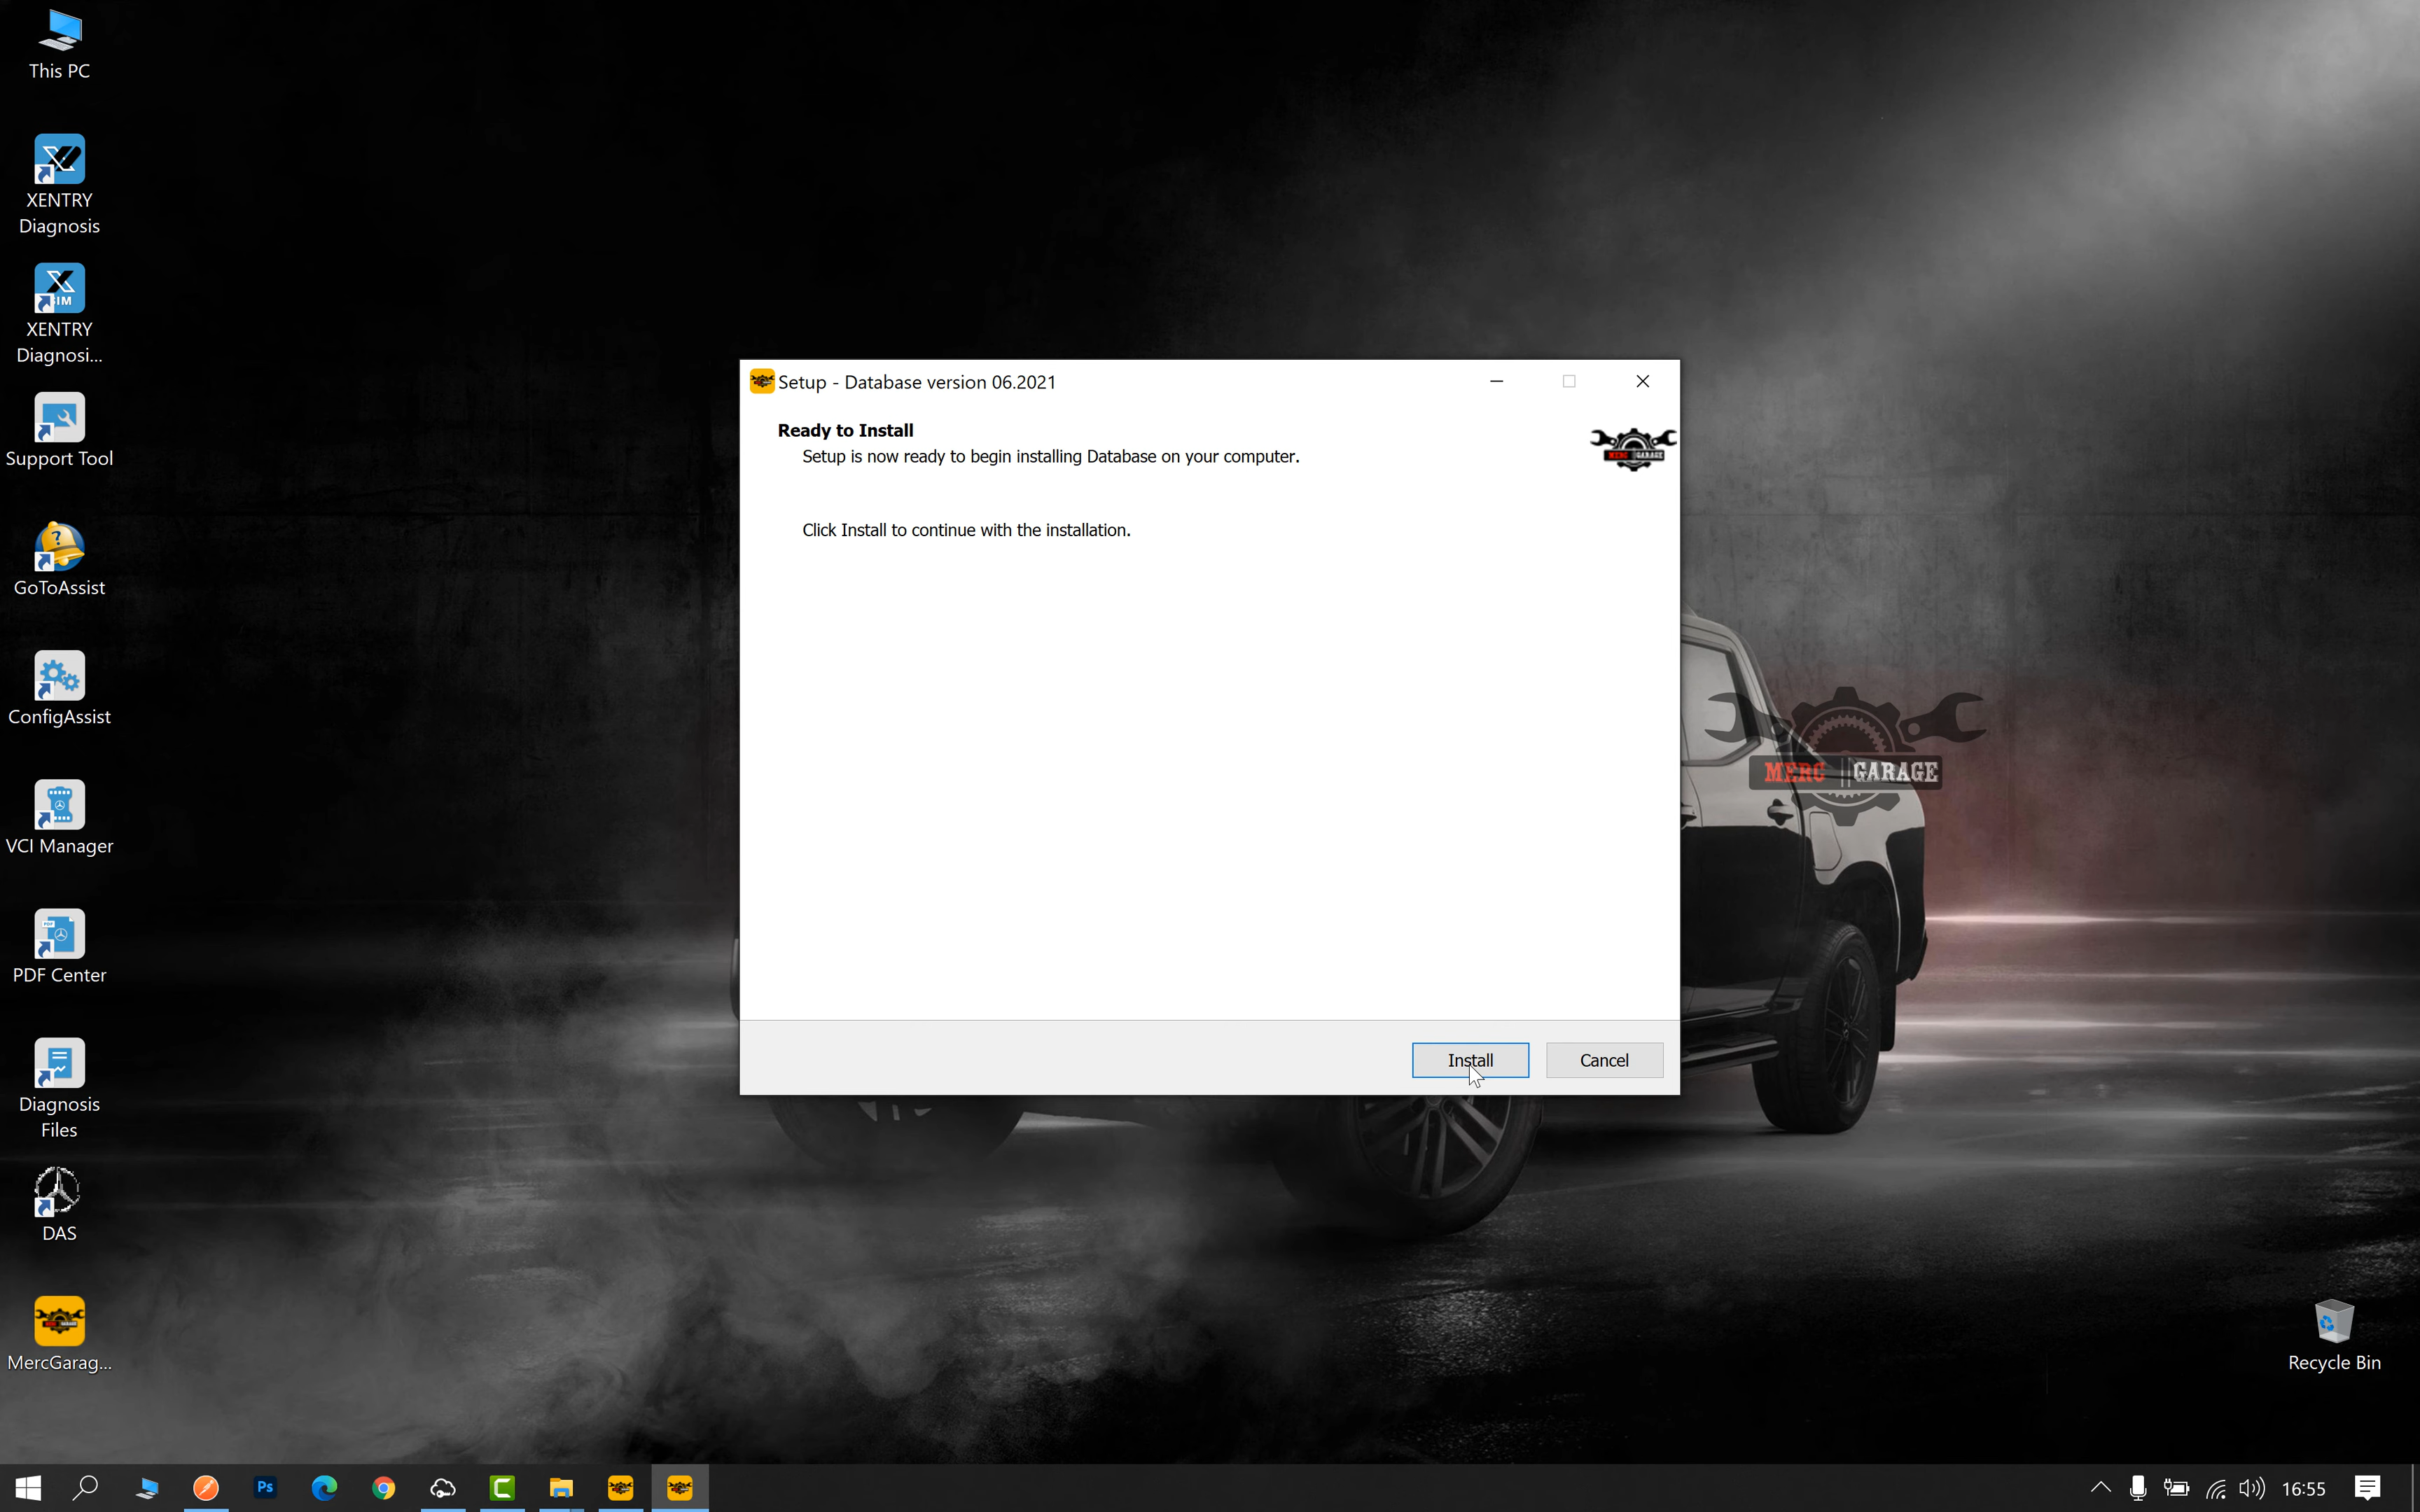 This PC
XENTRY
Diagnosis
XENTRY
Diagnosi...
Support Tool
GoToAssist
ConfigAssist
VCI Manager
PDF Center
Diagnosis
Files
DAS
MercGarag...
Setup - Database version 06.2021
Ready to Install
Setup is now ready to begin installing Database on your computer.
MERC GARAGE
Click Install to continue with the installation.
Install
Cancel
MERC GARAGE
Recycle Bin
Ps
16:55